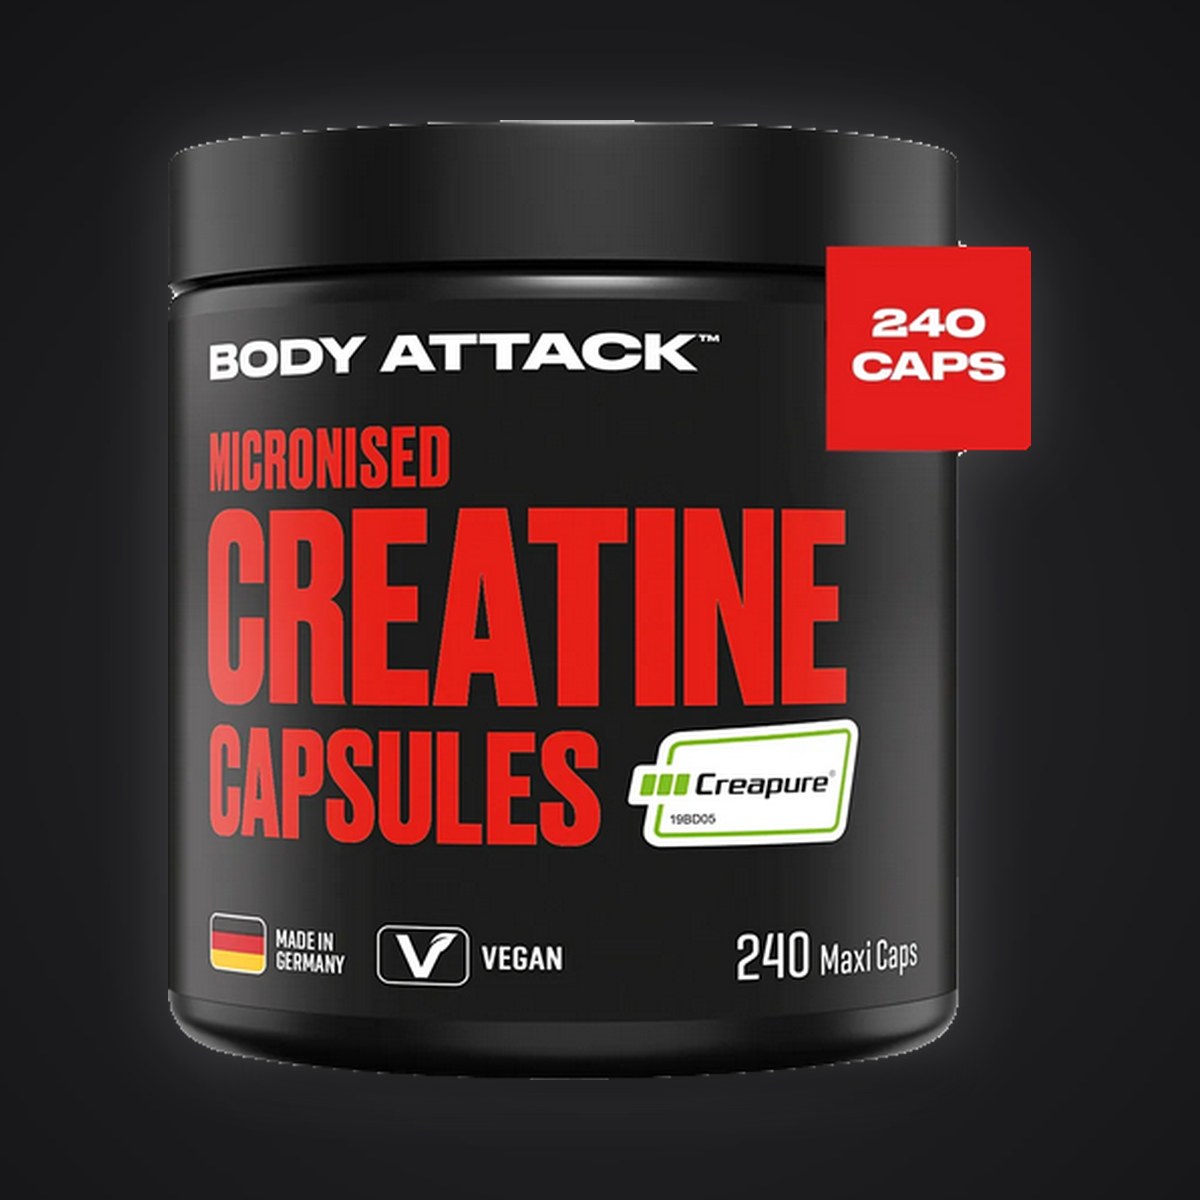 BODY ATTACK™
240
CAPS
MICRONISED
CREATINE
CAPSULES
Creapure®
19BD05
MADE IN
GERMANY
V
VEGAN
240 Maxi Caps